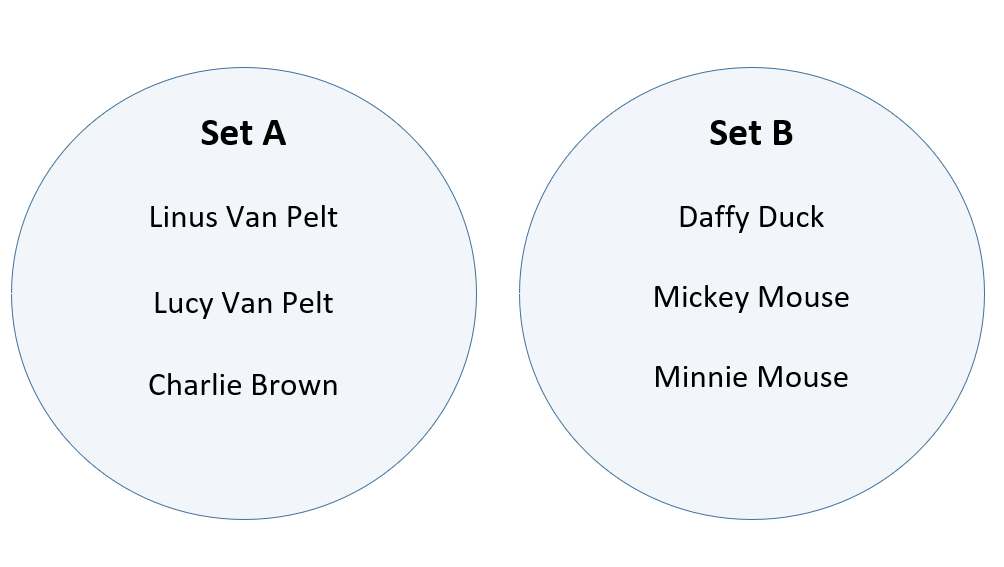 Set A
Linus Van Pelt
Lucy Van Pelt
Charlie Brown
Set B
Daffy Duck
Mickey Mouse
Minnie Mouse